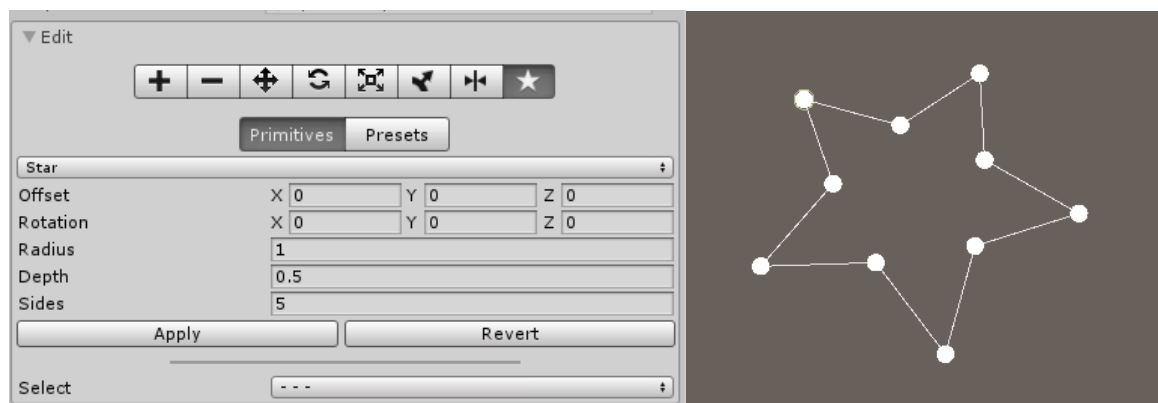 Edit
Primitives Presets
Star
Offset X 0 Y 0 Z 0
Rotation X 0 Y 0 Z 0
Radius 1
Depth 0.5
Sides 5
Apply Revert
Select - - -